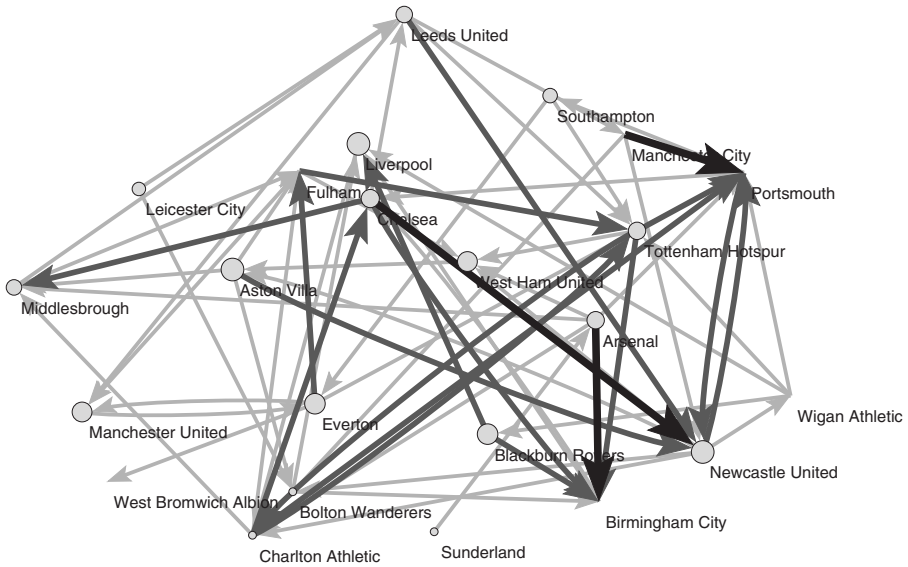 Leeds United
Southampton
Manchester City
Liverpool
Portsmouth
Fulham
Leicester City
Chelsea
Tottenham Hotspur
West Ham United
Aston Villa
Middlesbrough
Arsenal
Wigan Athletic
Everton
Manchester United
Blackburn Rovers
Newcastle United
West Bromwich Albion
Bolton Wanderers
Birmingham City
Sunderland
Charlton Athletic